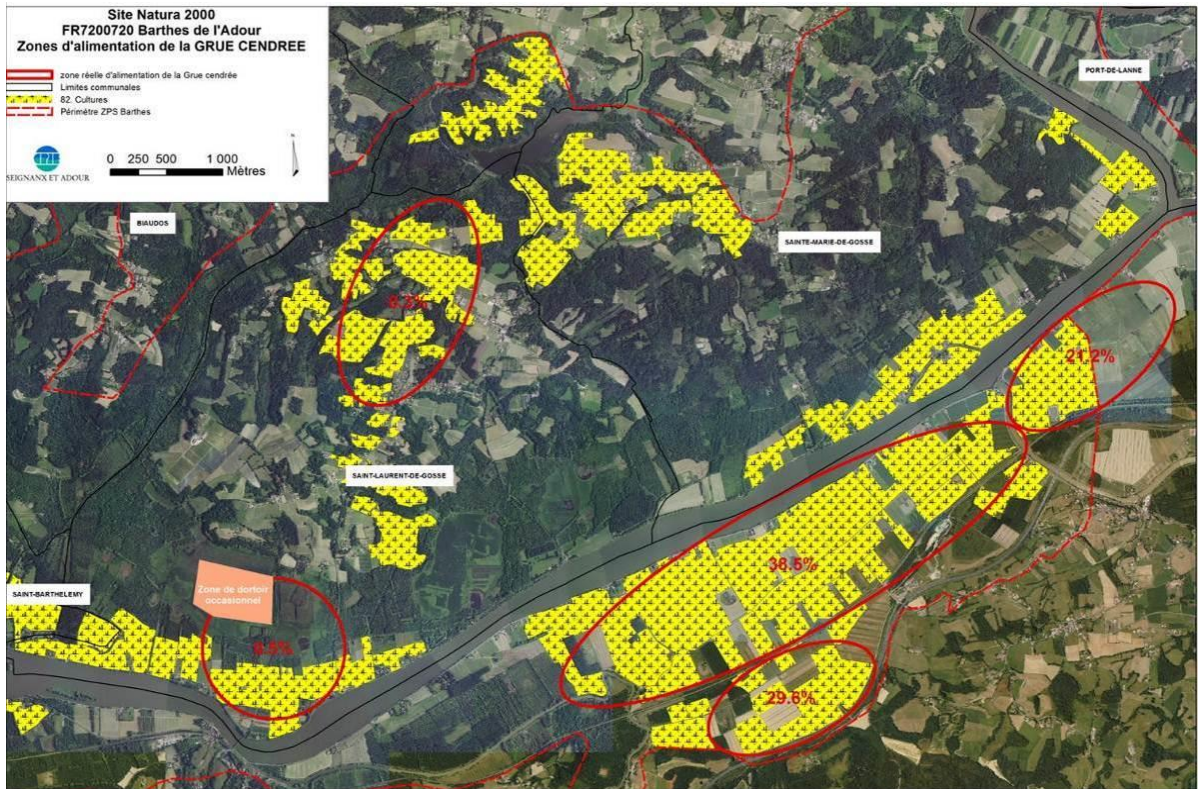 Site Natura 2000
FR7200720 Barthes de l'Adour
Zones d'alimentation de la GRUE CENDREE
zone réelle d'alimentation de la Grue cendrée
Limites communales
82. Cultures
Périmètre ZPS Barthes
SEIGNANX ET ADOUR
0 250 500 1 000
Mètres
PORT-DE-LANNE
BIAUDOS
SAINTE-MARIE-DE-GOSSE
21.2%
SAINT-LAURENT-DE-GOSSE
38.5%
Zone de dortoir
occasionnel
SAINT-BARTHELEMY
29.6%